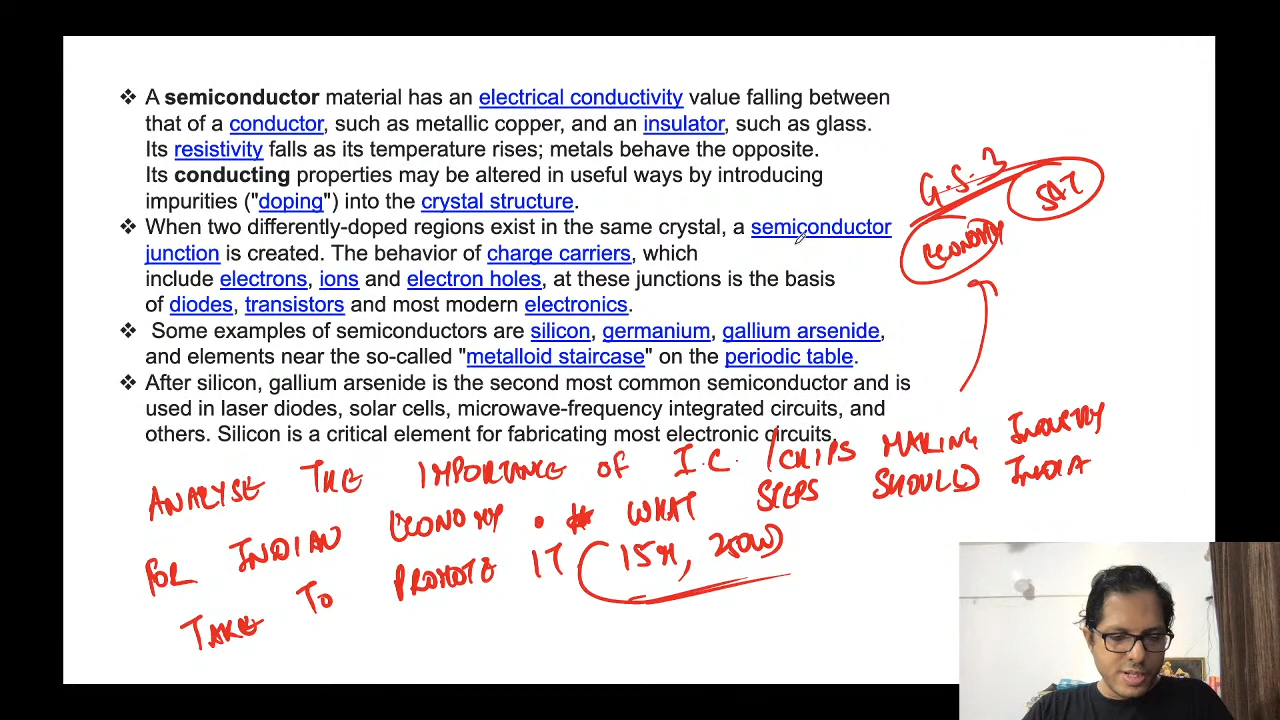 ❖ A semiconductor material has an electrical conductivity value falling between
that of a conductor, such as metallic copper, and an insulator, such as glass.
Its resistivity falls as its temperature rises; metals behave the opposite.
Its conducting properties may be altered in useful ways by introducing
impurities ("doping") into the crystal structure.
❖ When two differently-doped regions exist in the same crystal, a semiconductor
junction is created. The behavior of charge carriers, which
include electrons, ions and electron holes, at these junctions is the basis
of diodes, transistors and most modern electronics.
❖ Some examples of semiconductors are silicon, germanium, gallium arsenide,
and elements near the so-called "metalloid staircase" on the periodic table.
❖ After silicon, gallium arsenide is the second most common semiconductor and is
used in laser diodes, solar cells, microwave-frequency integrated circuits, and
others. Silicon is a critical element for fabricating most electronic circuits.
G.S.3
S&T
ECONOMY
ANALYSE THE IMPORTANCE OF I.C. / CHIPS MAKING INDUSTRY
FOR INDIAN ECONOMY. WHAT STEPS SHOULD INDIA
TAKE TO PROMOTE IT (15M, 250W)